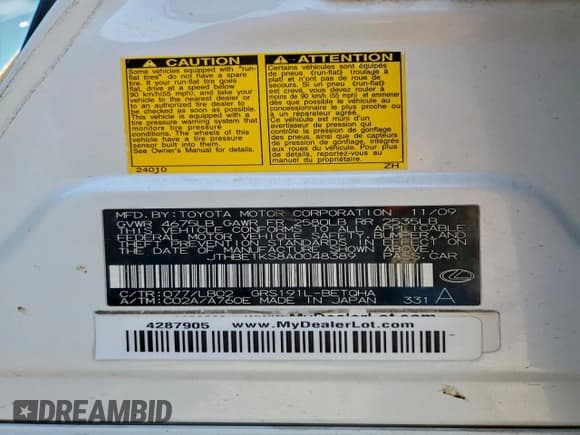 CAUTION
Some vehicles equipped with "run-
flat tires" do not have a spare
tire. If your run-flat tires go
flat, drive at a speed below
90 km/h(55 mph), and take your
vehicle to the nearest dealer or
an authorized tire dealer to
be checked as soon as possible.
This vehicle is equipped with a
tire pressure warning system that
monitors tire pressure
conditions. The wheels of this
vehicle have a tire pressure
sensor built into them.
See Owner's Manual for details.
24010
ATTENTION
Certains véhicules sont équipés
de pneus (run-flat) (roulage à
plat) et n'ont pas de roue de
secours. Si un pneu (run-flat)
est crevé, vous devez rouler à
moins de 90 km/h (55 mph) et emmener
dès que possible le véhicule au
concessionnaire le plus proche ou
à un réparateur agréé.
Ce véhicule est muni d'un
avertisseur de pression qui
contrôle la pression de gonflage
des pneus, ainsi que de capteurs
de pression de gonflage incorporés
aux roues du véhicule. Pour
plus de détails, reportez-vous
au manuel du propriétaire.
ZH
MFD.BY:TOYOTA MOTOR CORPORATION 11/09
GVWR 4675LB GAWR FR 2580LB RR 2635LB
THIS VEHICLE CONFORMS TO ALL APPLICABLE
FEDERAL MOTOR VEHICLE SAFETY, BUMPER, AND
THEFT PREVENTION STANDARDS IN EFFECT ON
THE DATE OF MANUFACTURE SHOWN ABOVE.
JTHBE1KS8A0048389 PASS.CAR
C/TR:077/LB02 GRS191L-BETQHA
A/TM:C02A/A760E MADE IN JAPAN 331 A
4287905 www.MyDealerLot.com
www.MyDealerLot.com
DREAMBID